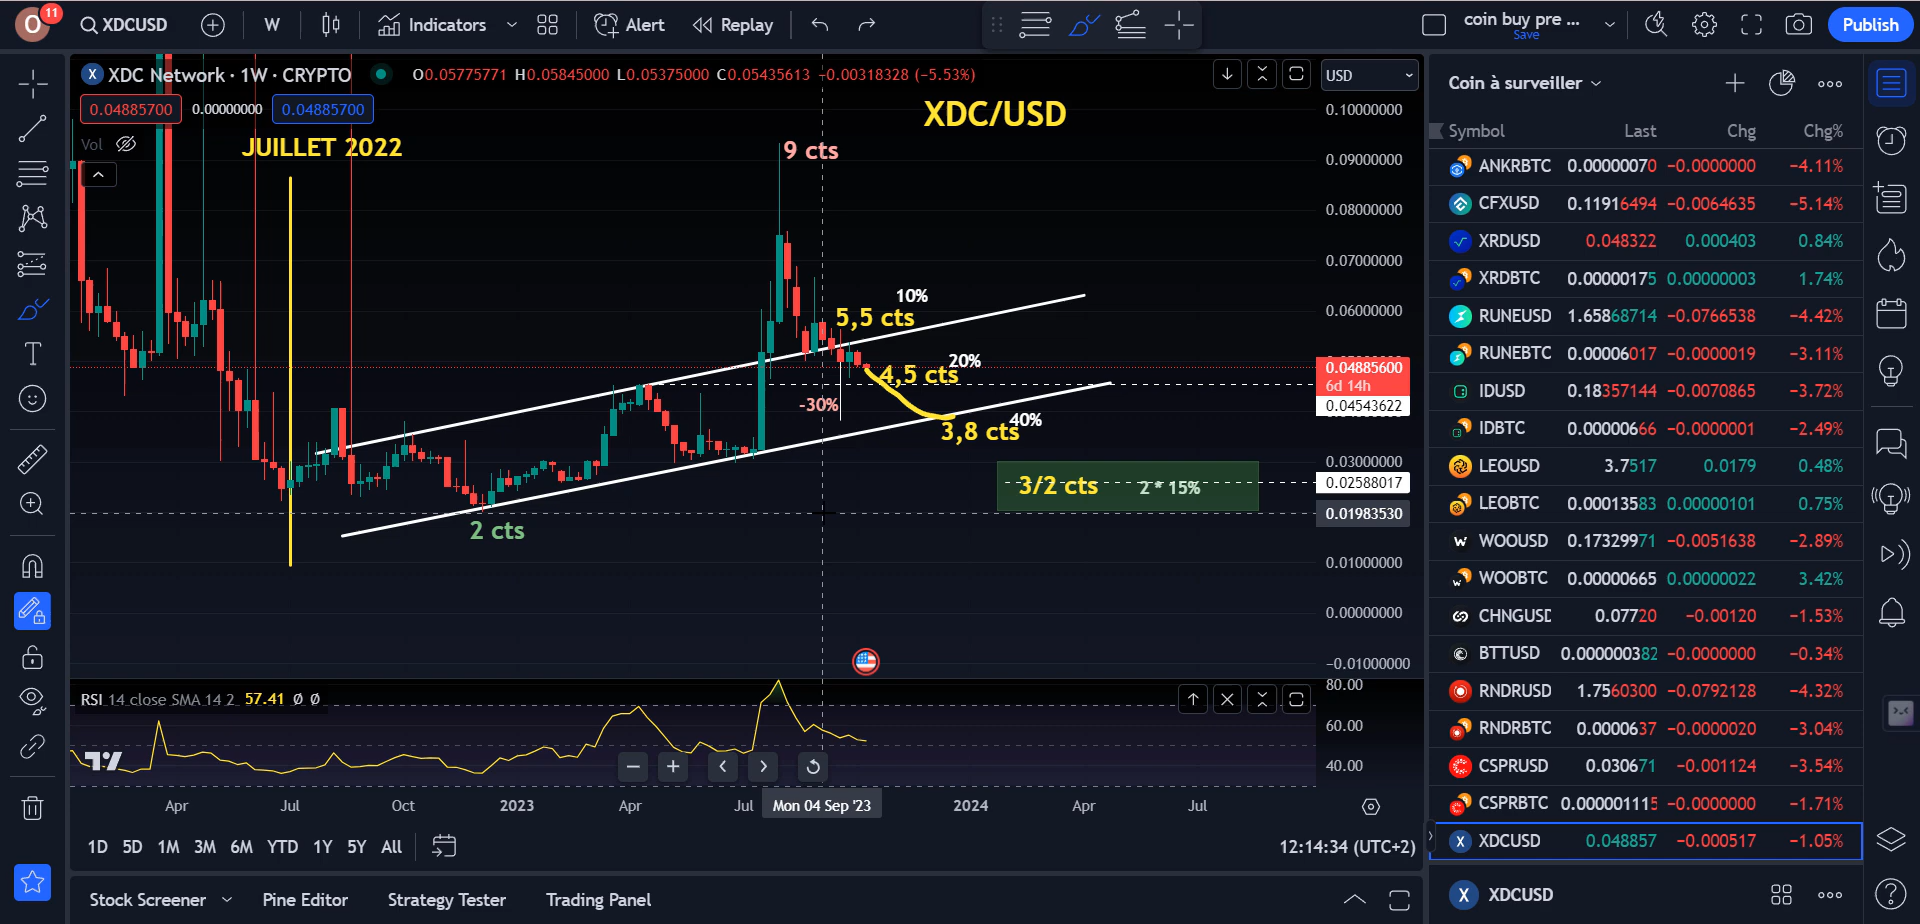 O
11
XDCUSD
W
Indicators
Alert
Replay
coin buy pre ...
Save
Publish
XDC Network · 1W · CRYPTO
O0.05775771 H0.05845000 L0.05375000 C0.05435613 −0.00318328 (−5.53%)
USD
0.04885700
0.00000000
0.04885700
Vol
JUILLET 2022
XDC/USD
9 cts
10%
5,5 cts
20%
4,5 cts
-30%
40%
3,8 cts
3/2 cts
2 * 15%
2 cts
0.10000000
0.09000000
0.08000000
0.07000000
0.06000000
0.04885600
6d 14h
0.04543622
0.03000000
0.02588017
0.01983530
0.01000000
0.00000000
−0.01000000
RSI 14 close SMA 14 2 57.41 Ø Ø
80.00
60.00
40.00
Apr
Jul
Oct
2023
Apr
Jul
Mon 04 Sep '23
2024
Apr
Jul
1D 5D 1M 3M 6M YTD 1Y 5Y All
12:14:34 (UTC+2)
Stock Screener
Pine Editor
Strategy Tester
Trading Panel
Coin à surveiller
Symbol Last Chg Chg%
ANKRBTC 0.00000070 −0.0000000 −4.11%
CFXUSD 0.11916494 −0.0064635 −5.14%
XRDUSD 0.048322 0.000403 0.84%
XRDBTC 0.00000175 0.00000003 1.74%
RUNEUSD 1.65868714 −0.0766538 −4.42%
RUNEBTC 0.00006017 −0.0000019 −3.11%
IDUSD 0.18357144 −0.0070865 −3.72%
IDBTC 0.00000666 −0.0000001 −2.49%
LEOUSD 3.7517 0.0179 0.48%
LEOBTC 0.00013583 0.00000101 0.75%
WOOUSD 0.17329971 −0.0051638 −2.89%
WOOBTC 0.00000665 0.00000022 3.42%
CHNGUSD 0.07720 −0.00120 −1.53%
BTTUSD 0.000000382 −0.0000000 −0.34%
RNDRUSD 1.7560300 −0.0792128 −4.32%
RNDRBTC 0.0000637 −0.0000020 −3.04%
CSPRUSD 0.030671 −0.001124 −3.54%
CSPRBTC 0.000001115 −0.0000000 −1.71%
XDCUSD 0.048857 −0.000517 −1.05%
XDCUSD